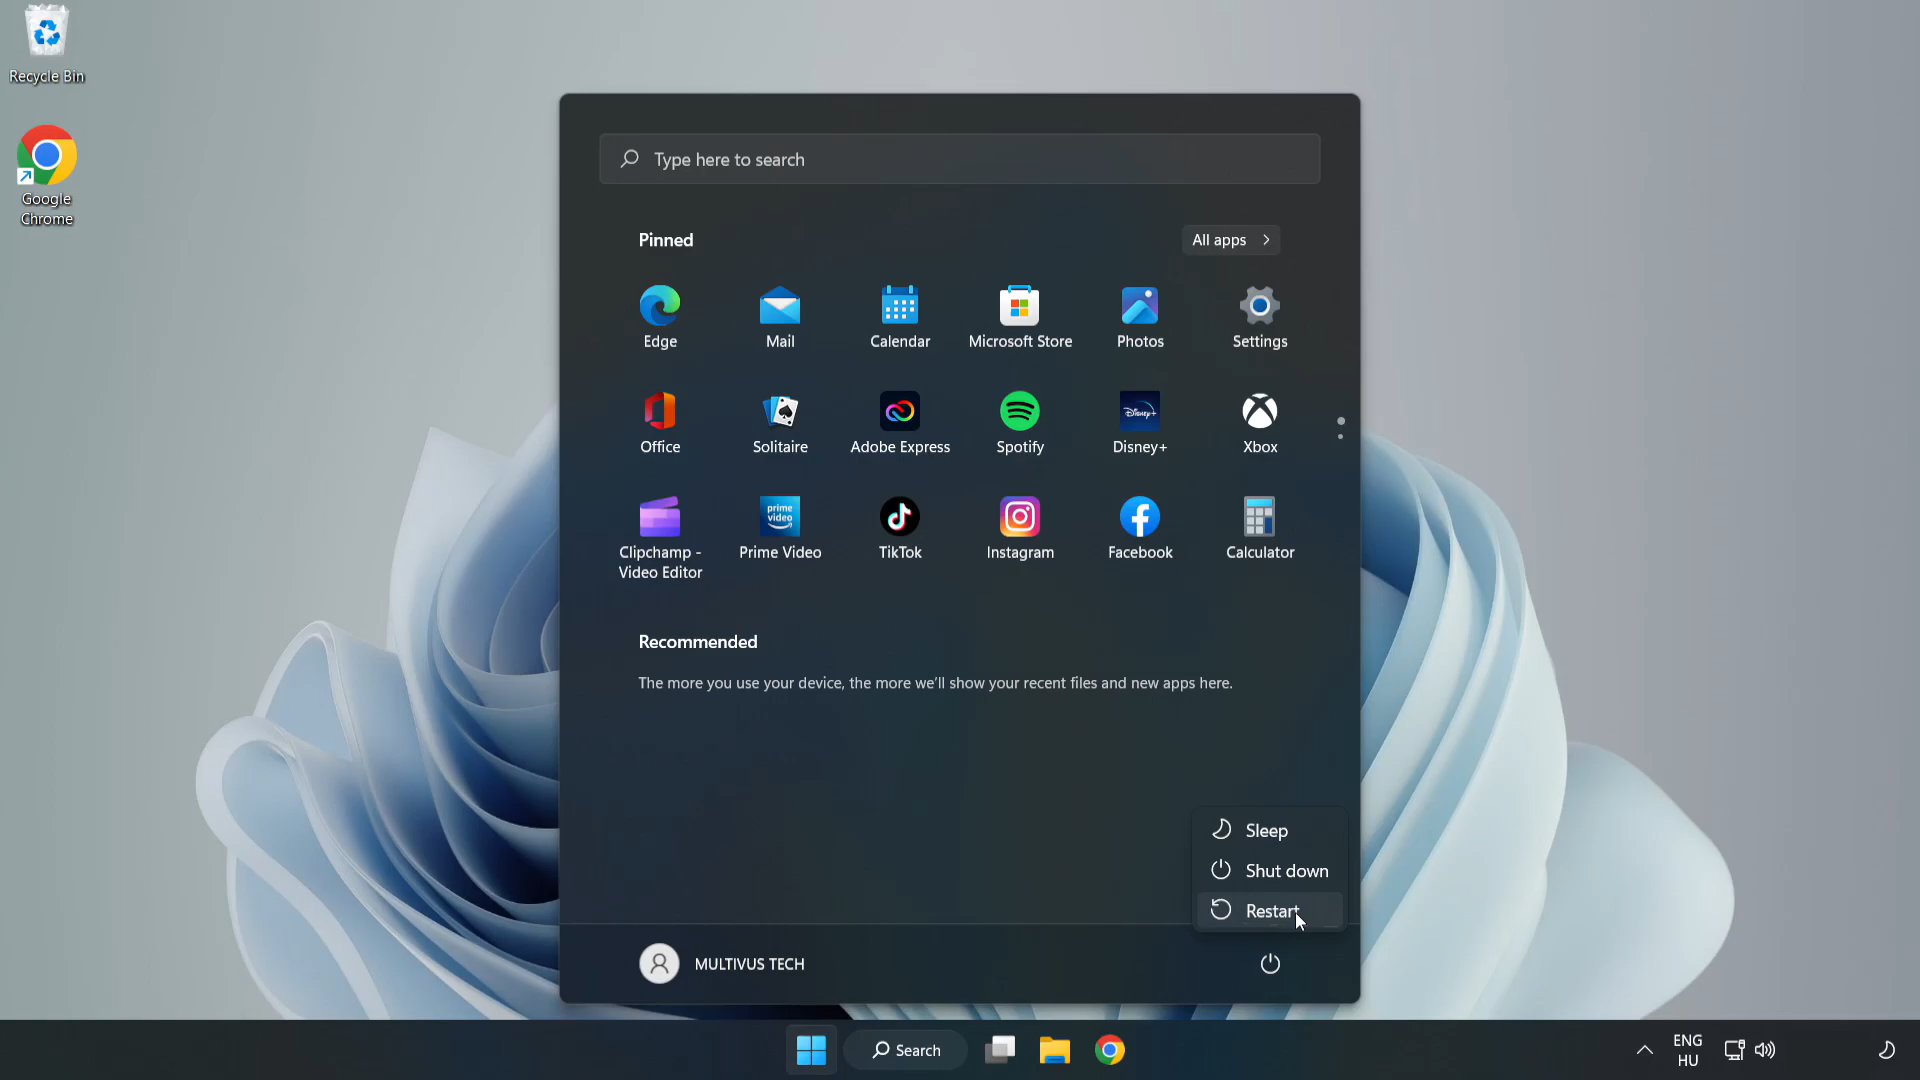 Recycle Bin
Google
Chrome
Type here to search
Pinned
All apps
Edge
Mail
Calendar
Microsoft Store
Photos
Settings
Office
Solitaire
Adobe Express
Spotify
Disney+
Disney+
Xbox
prime
video
Clipchamp -
Video Editor
Prime Video
TikTok
Instagram
Facebook
Calculator
Recommended
The more you use your device, the more we'll show your recent files and new apps here.
Sleep
Shut down
Restart
MULTIVUS TECH
Search
ENG
HU